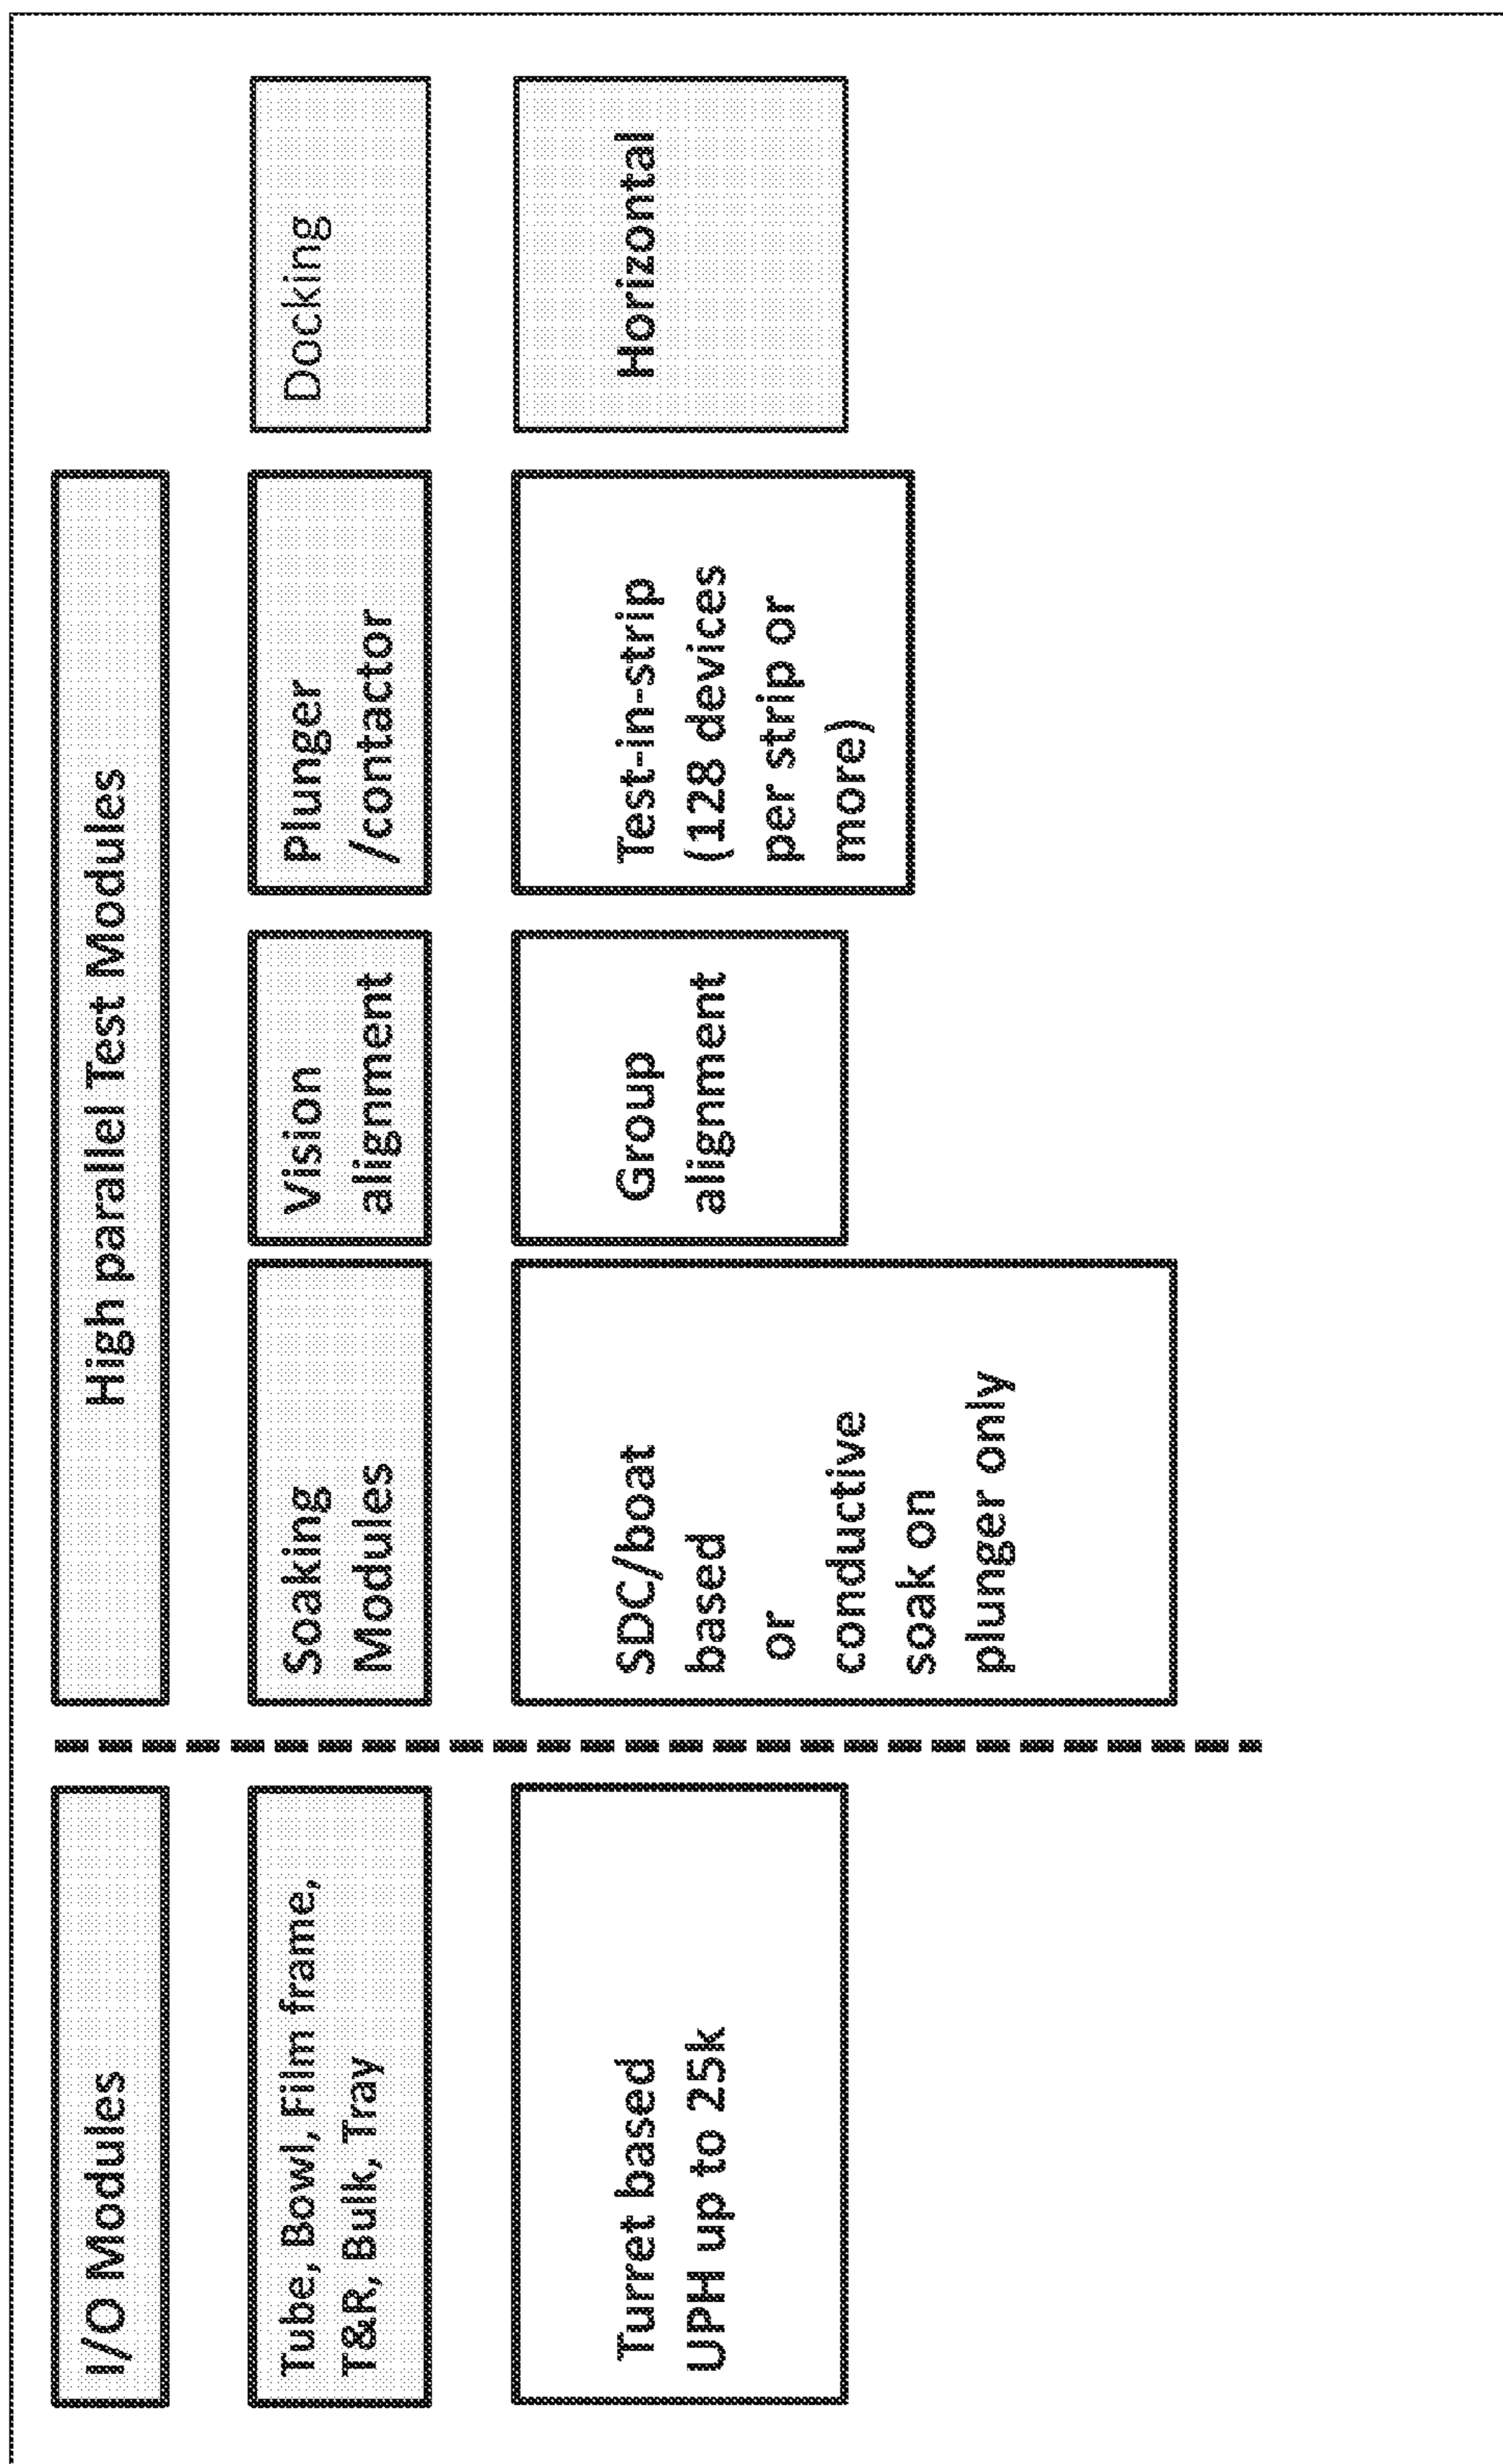 I/O Modules
High parallel Test Modules
Tube, Bowl, Film frame,
T&R, Bulk, Tray
Soaking
Modules
Vision
alignment
Plunger
/contactor
Docking
Turret based
UPH up to 25k
SDC/boat
based
or
conductive
soak on
plunger only
Group
alignment
Test-in-strip
(128 devices
per strip or
more)
Horizontal